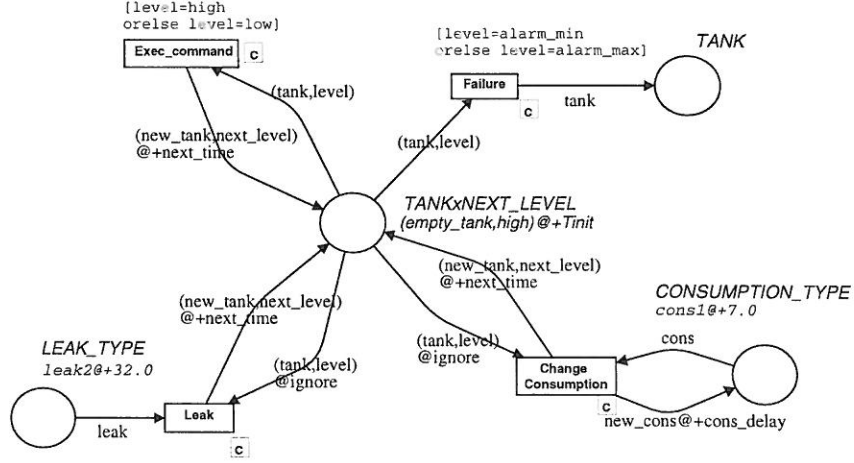 [level=high
orelse level=low]
Exec_command
c
(tank,level)
(new_tank,next_level)
@+next_time
[level=alarm_min
orelse level=alarm_max]
Failure
c
tank
TANK
(tank,level)
TANKxNEXT_LEVEL
(empty_tank,high)@+Tinit
(new_tank,next_level)
@+next_time
(new_tank,next_level)
@+next_time
CONSUMPTION_TYPE
cons1@+7.0
LEAK_TYPE
leak2@+32.0
(tank,level)
@ignore
(tank,level)
@ignore
cons
Change
Consumption
c
new_cons@+cons_delay
leak
Leak
c